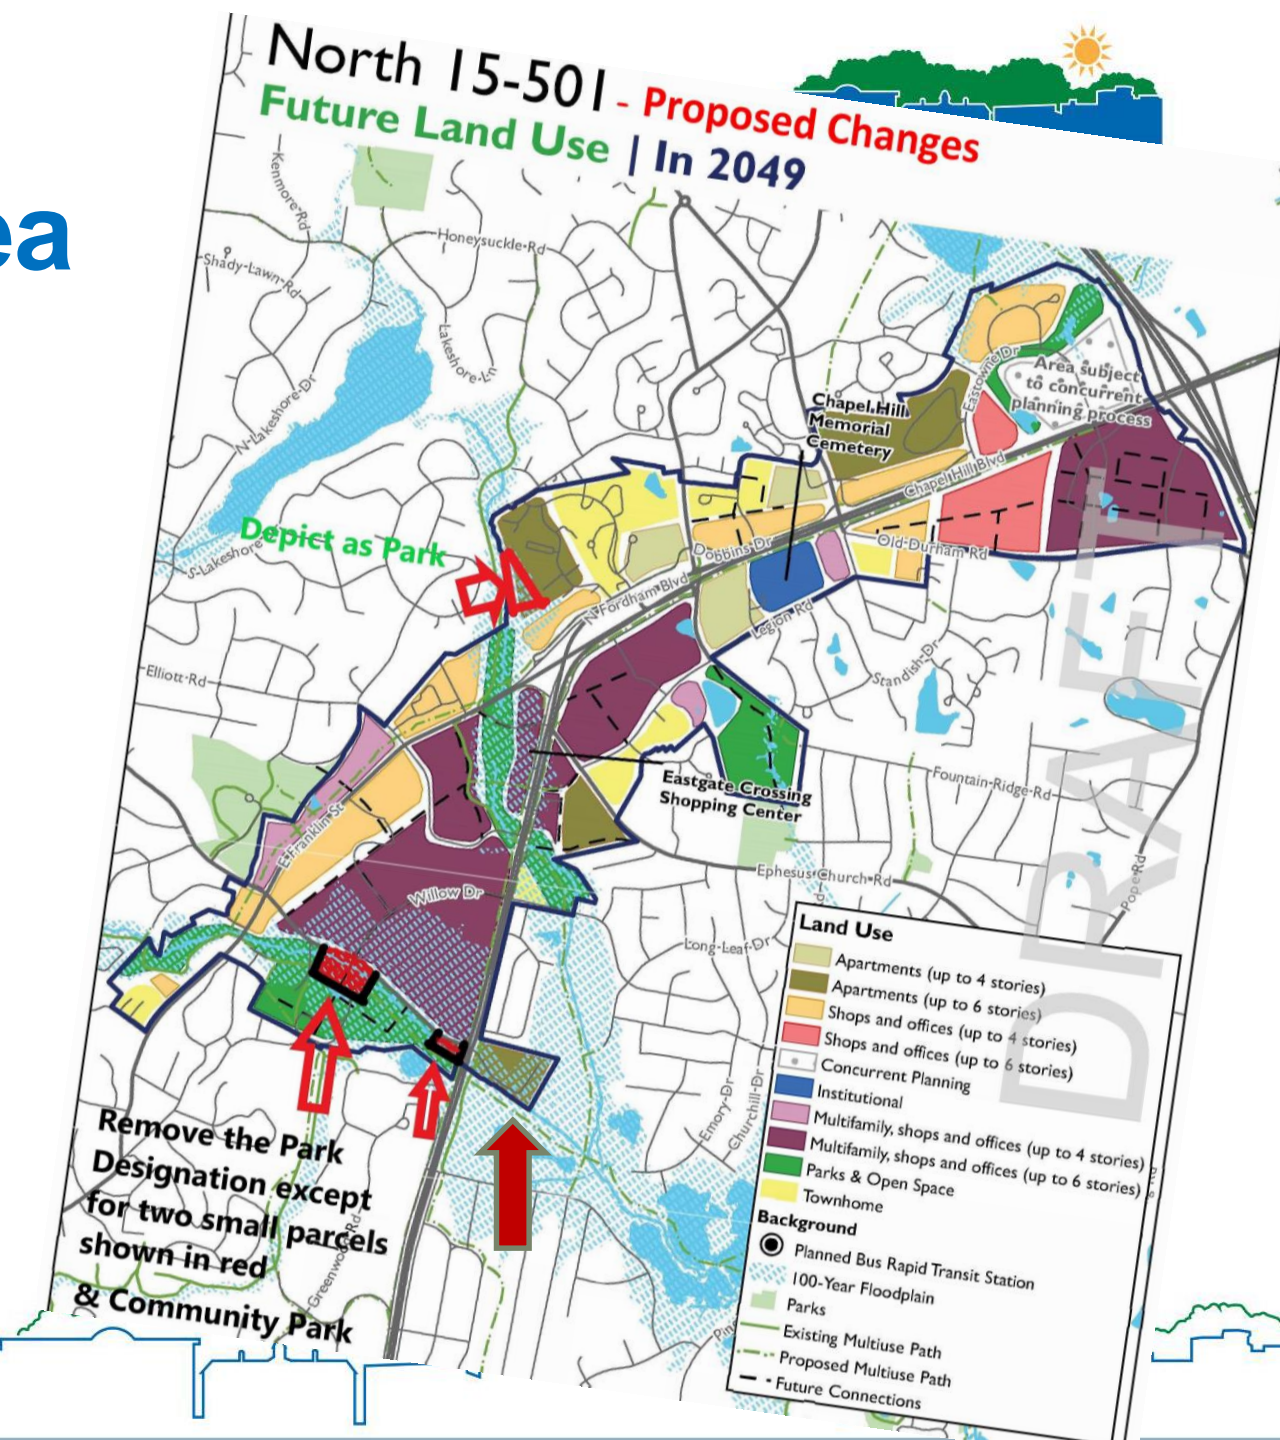 North 15-501 - Proposed Changes
Future Land Use | In 2049
ea
Kenmore-Rd
Honeysuckle-Rd
Shady-Lawn-Rd
Lakeshore-Ln
N-Lakeshore-Dr
Eastowne-Dr
Area subject
to concurrent
planning process
Chapel Hill
Memorial
Cemetery
Chapel Hill Blvd
Depict as Park
S-Lakeshore
Dobbins Dr
Old-Durham-Rd
N-Fordham-Blvd
Legion Rd
Standish-Dr
Elliott-Rd
Eastgate Crossing
Shopping Center
Fountain-Ridge-Rd
E-Franklin-St
Ephesus Church-Rd
Pope-Rd
Willow Dr
Long-Leaf-Dr
DRAFT
Emory-Dr
Churchill-Dr
Greenwood-Rd
Remove the Park
Designation except
for two small parcels
shown in red
& Community Park
Land Use
Apartments (up to 4 stories)
Apartments (up to 6 stories)
Shops and offices (up to 4 stories)
Shops and offices (up to 6 stories)
Concurrent Planning
Institutional
Multifamily, shops and offices (up to 4 stories)
Multifamily, shops and offices (up to 6 stories)
Parks & Open Space
Townhome
Background
Planned Bus Rapid Transit Station
100-Year Floodplain
Parks
Existing Multiuse Path
Proposed Multiuse Path
Future Connections